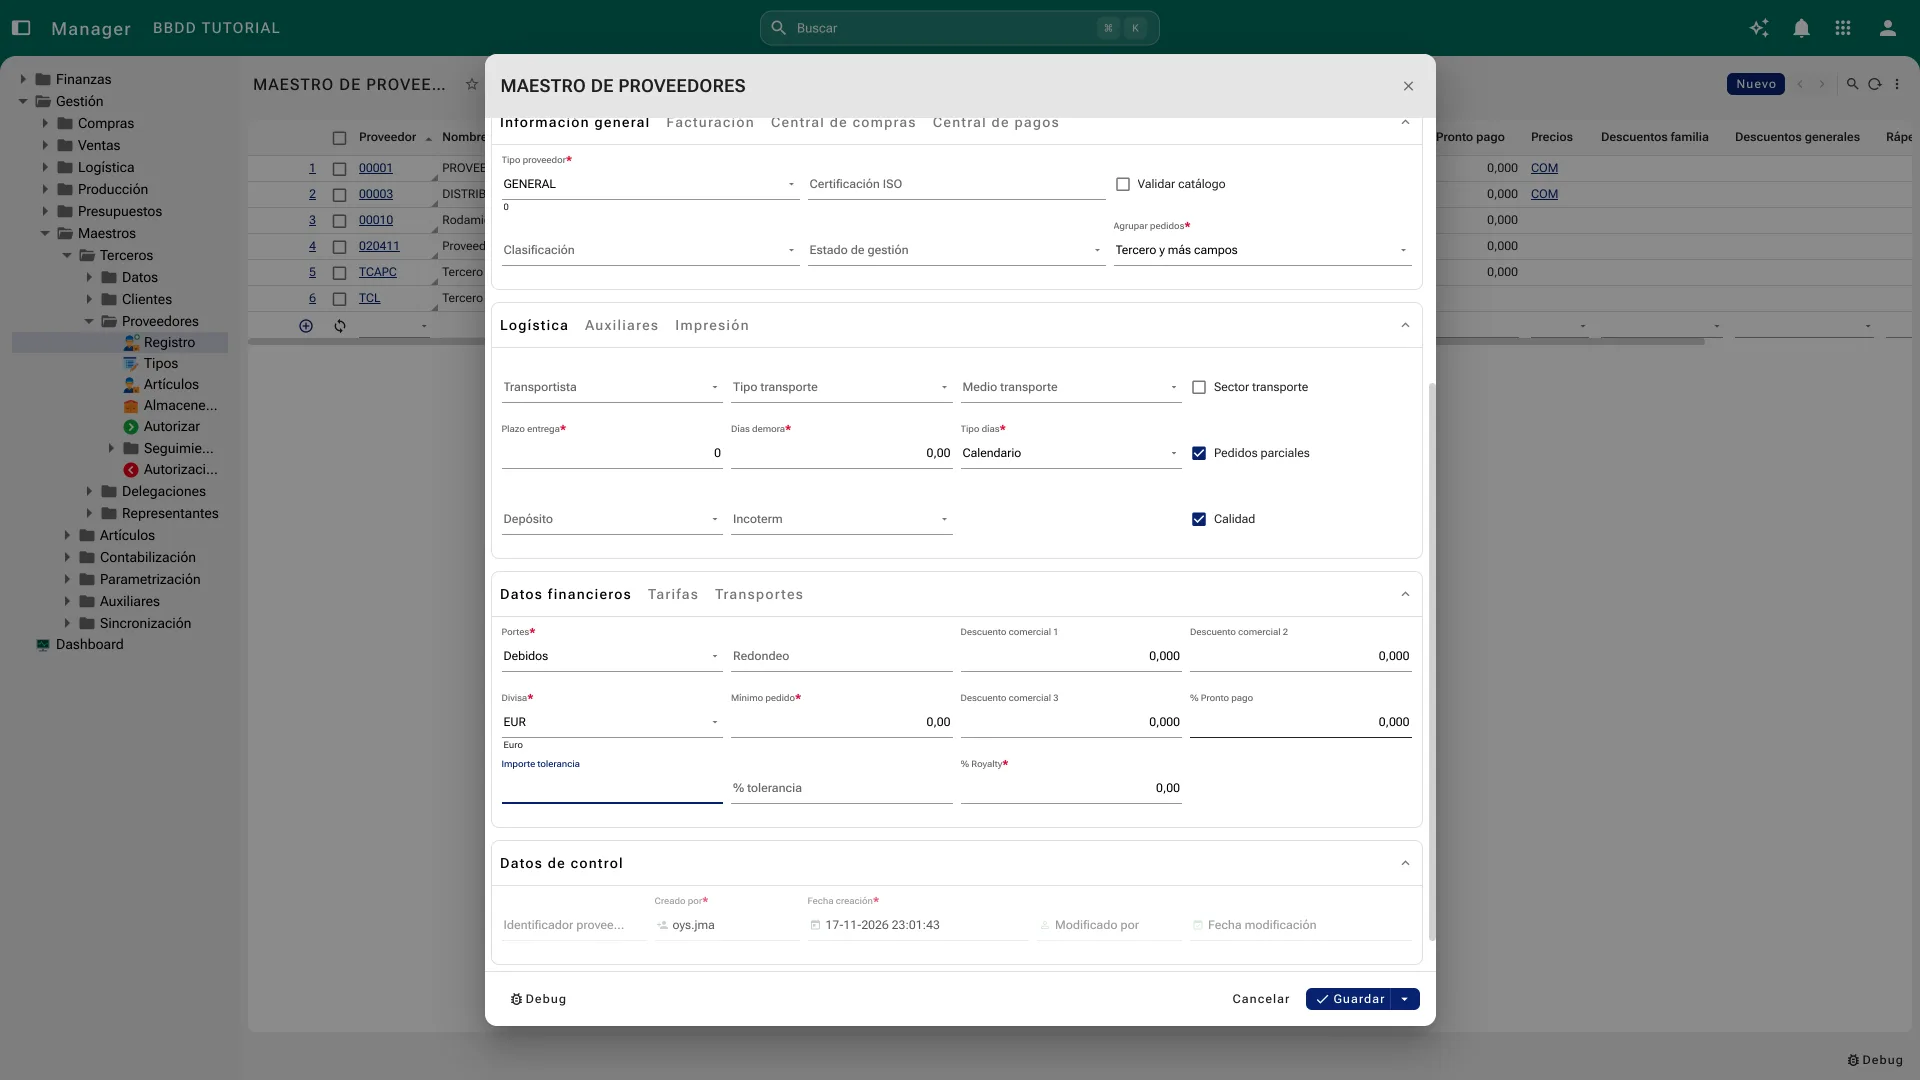 Manager
BBDD TUTORIAL
Buscar
⌘ K
Finanzas
Gestión
Compras
Ventas
Logística
Producción
Presupuestos
Maestros
Terceros
Datos
Clientes
Proveedores
Registro
Tipos
Artículos
Almacene...
Autorizar
Seguimie...
Autorizaci...
Delegaciones
Representantes
Artículos
Contabilización
Parametrización
Auxiliares
Sincronización
Dashboard
MAESTRO DE PROVEE...
Nuevo
Proveedor Nombre
1 00001 PROVEE
2 00003 DISTRIB
3 00010 Rodami
4 020411 Proveed
5 TCAPC Tercero
6 TCL Tercero
Pronto pago Precios Descuentos familia Descuentos generales Rápe
0,000 COM
0,000 COM
0,000
0,000
0,000
MAESTRO DE PROVEEDORES
Información general Facturación Central de compras Central de pagos
Tipo proveedor*
GENERAL Certificación ISO Validar catálogo
0
Agrupar pedidos*
Clasificación Estado de gestión Tercero y más campos
Logística Auxiliares Impresión
Transportista Tipo transporte Medio transporte Sector transporte
Plazo entrega* Días demora* Tipo días*
0 0,00 Calendario Pedidos parciales
Depósito Incoterm Calidad
Datos financieros Tarifas Transportes
Portes* Descuento comercial 1 Descuento comercial 2
Debidos Redondeo 0,000 0,000
Divisa* Mínimo pedido* Descuento comercial 3 % Pronto pago
EUR 0,00 0,000 0,000
Euro
Importe tolerancia % Royalty*
% tolerancia 0,00
Datos de control
Creado por* Fecha creación*
Identificador provee... oys.jma 17-11-2026 23:01:43 Modificado por Fecha modificación
Debug Cancelar Guardar
Debug